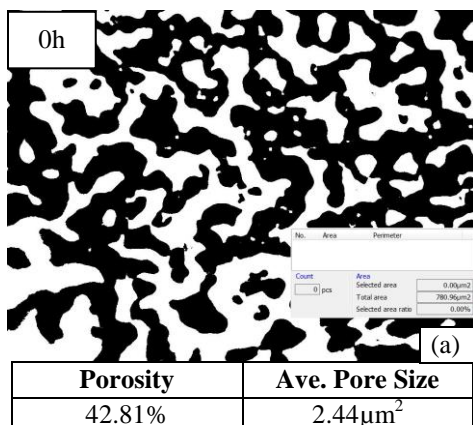 0h
No. Area Perimeter
Count Area
0 pcs Selected area 0.00µm2
Total area 780.96µm2
Selected area ratio 0.00%
(a)
Porosity Ave. Pore Size
42.81% 2.44µm²